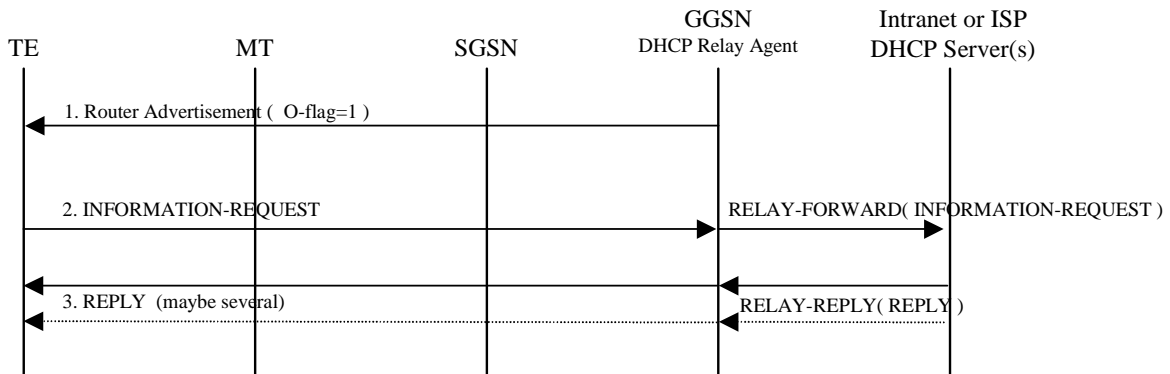 TE
MT
SGSN
GGSN
DHCP Relay Agent
Intranet or ISP
DHCP Server(s)
1. Router Advertisement ( O-flag=1 )
2. INFORMATION-REQUEST
RELAY-FORWARD( INFORMATION-REQUEST )
3. REPLY (maybe several)
RELAY-REPLY( REPLY )